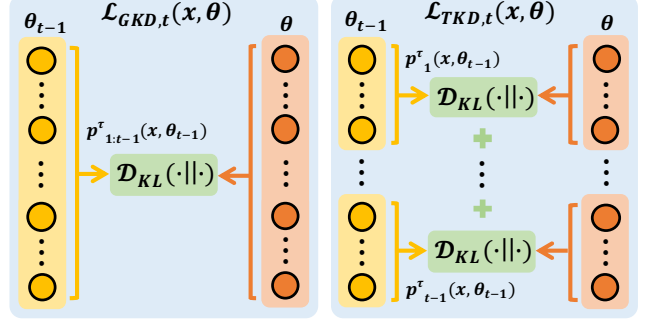 𝓛_{GKD,t}(x, θ)
θ_{t−1}
θ
p^τ_{1:t−1}(x, θ_{t−1})
𝒟_{KL}(·||·)
𝓛_{TKD,t}(x, θ)
θ_{t−1}
θ
p^τ_1(x, θ_{t−1})
𝒟_{KL}(·||·)
+
+
𝒟_{KL}(·||·)
p^τ_{t−1}(x, θ_{t−1})